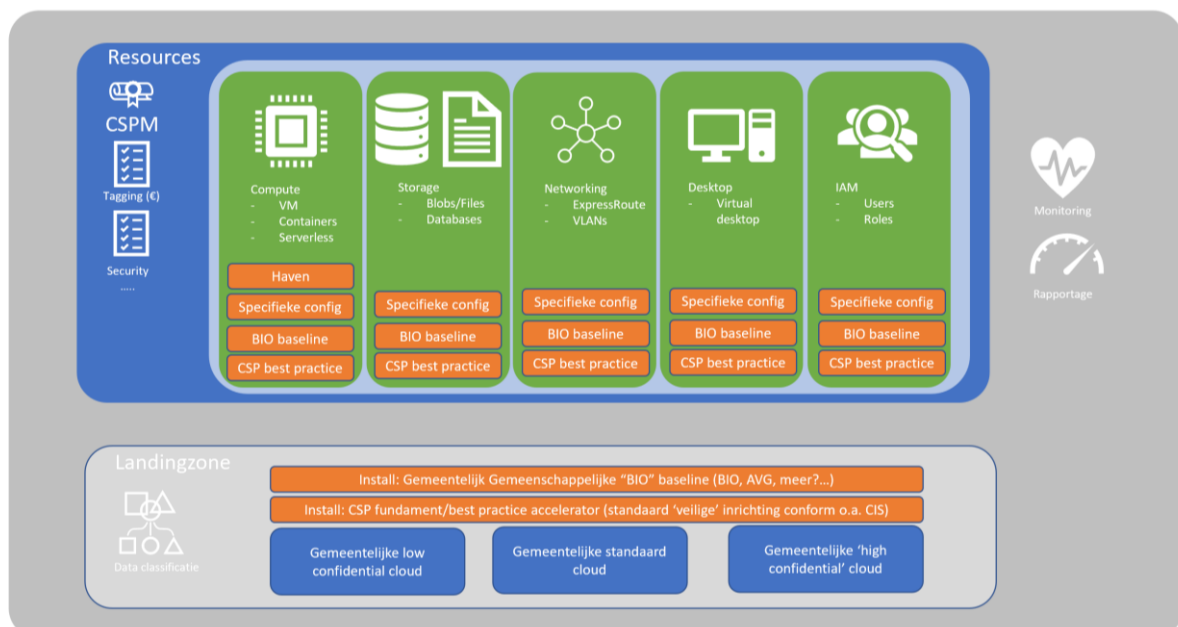 Resources
CSPM
Tagging (€)
Security
.....
Compute
- VM
- Containers
- Serverless
Haven
Specifieke config
BIO baseline
CSP best practice
Storage
- Blobs/Files
- Databases
Specifieke config
BIO baseline
CSP best practice
Networking
- ExpressRoute
- VLANs
Specifieke config
BIO baseline
CSP best practice
Desktop
- Virtual
desktop
Specifieke config
BIO baseline
CSP best practice
IAM
- Users
- Roles
Specifieke config
BIO baseline
CSP best practice
Monitoring
Rapportage
Landingzone
Data classificatie
Install: Gemeentelijk Gemeenschappelijke “BIO” baseline (BIO, AVG, meer?...)
Install: CSP fundament/best practice accelerator (standaard ‘veilige’ inrichting conform o.a. CIS)
Gemeentelijke low
confidential cloud
Gemeentelijke standaard
cloud
Gemeentelijke ‘high
confidential’ cloud